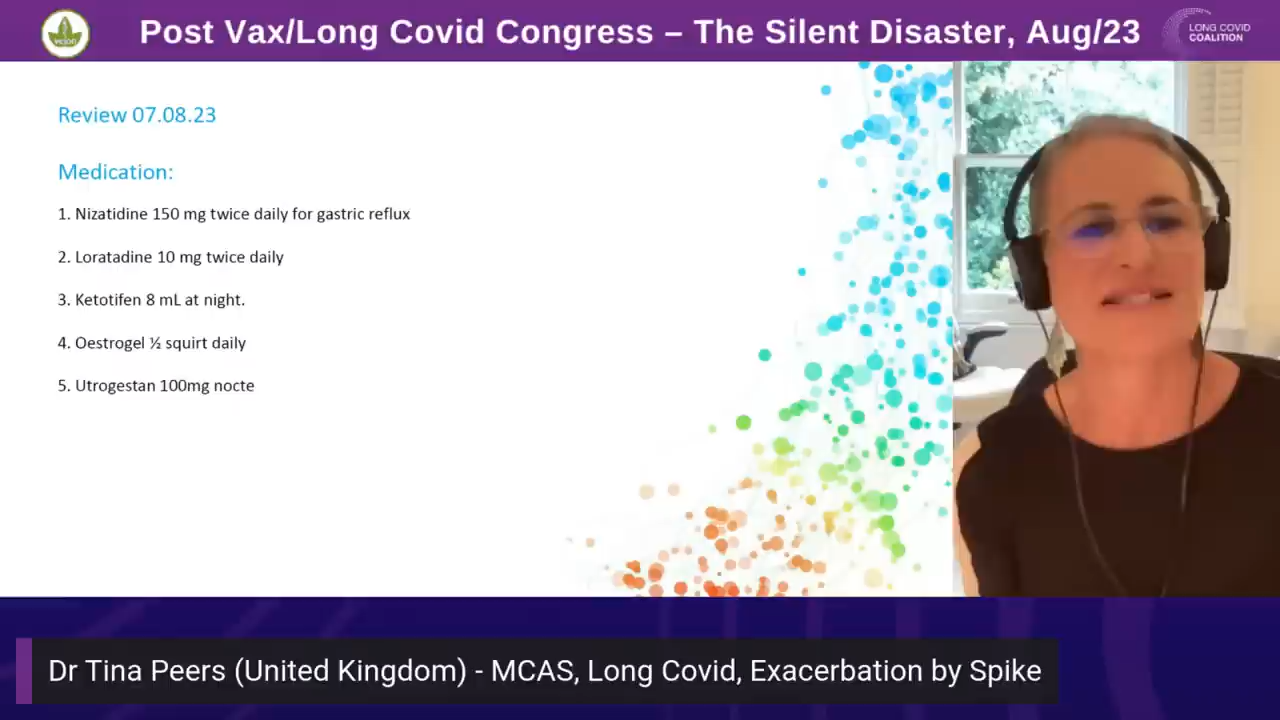 Post Vax/Long Covid Congress – The Silent Disaster, Aug/23
LONG COVID
COALITION
Review 07.08.23
Medication:
1. Nizatidine 150 mg twice daily for gastric reflux
2. Loratadine 10 mg twice daily
3. Ketotifen 8 mL at night.
4. Oestrogel ½ squirt daily
5. Utrogestan 100mg nocte
Dr Tina Peers (United Kingdom) - MCAS, Long Covid, Exacerbation by Spike